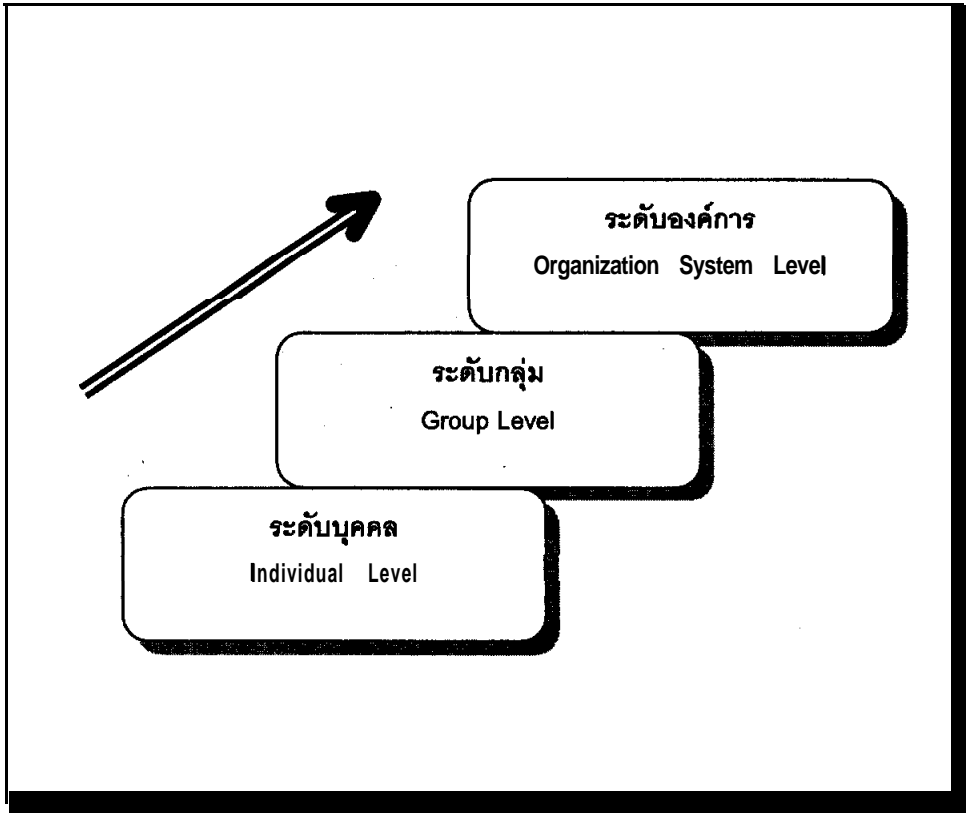 ระดับองค์การ
Organization System Level
ระดับกลุ่ม
Group Level
ระดับบุคคล
Individual Level